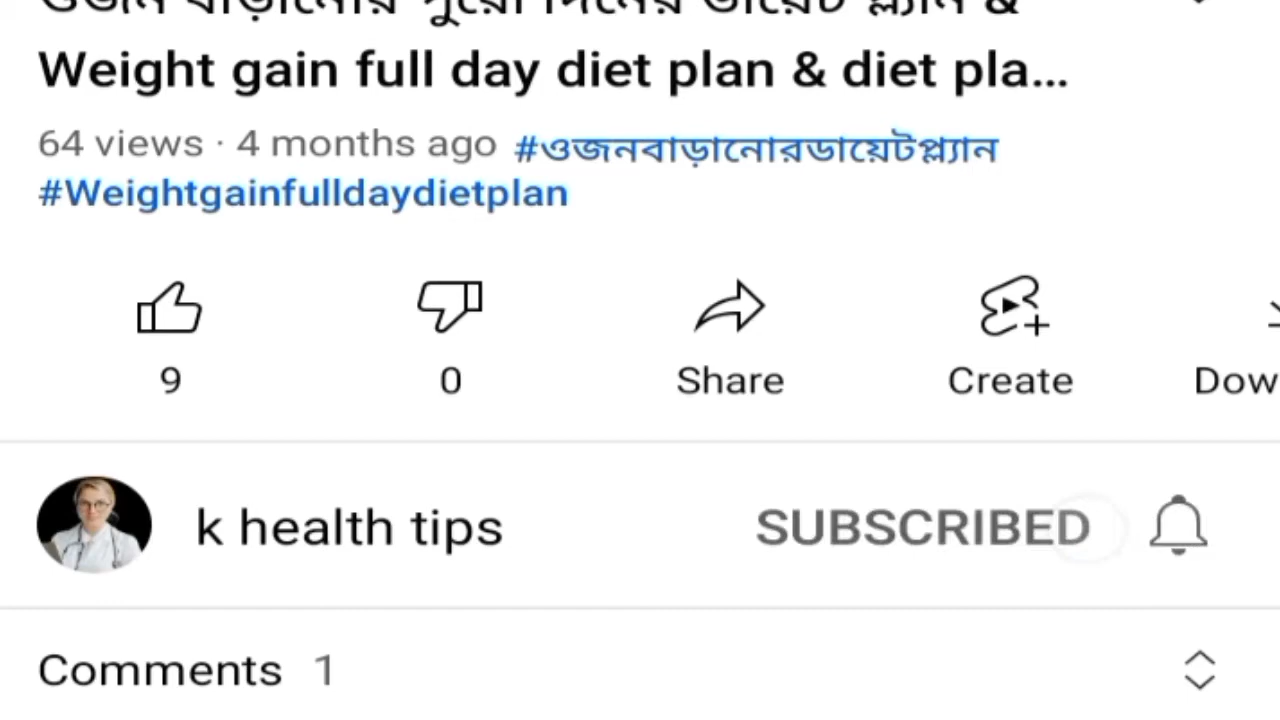 ওজন বাড়ানোর পুরো দিনের ডায়েট প্ল্যান &
Weight gain full day diet plan & diet pla...
64 views · 4 months ago #ওজনবাড়ানোরডায়েটপ্ল্যান
#Weightgainfulldaydietplan
9
0
Share
Create
Dow
k health tips
SUBSCRIBED
Comments 1